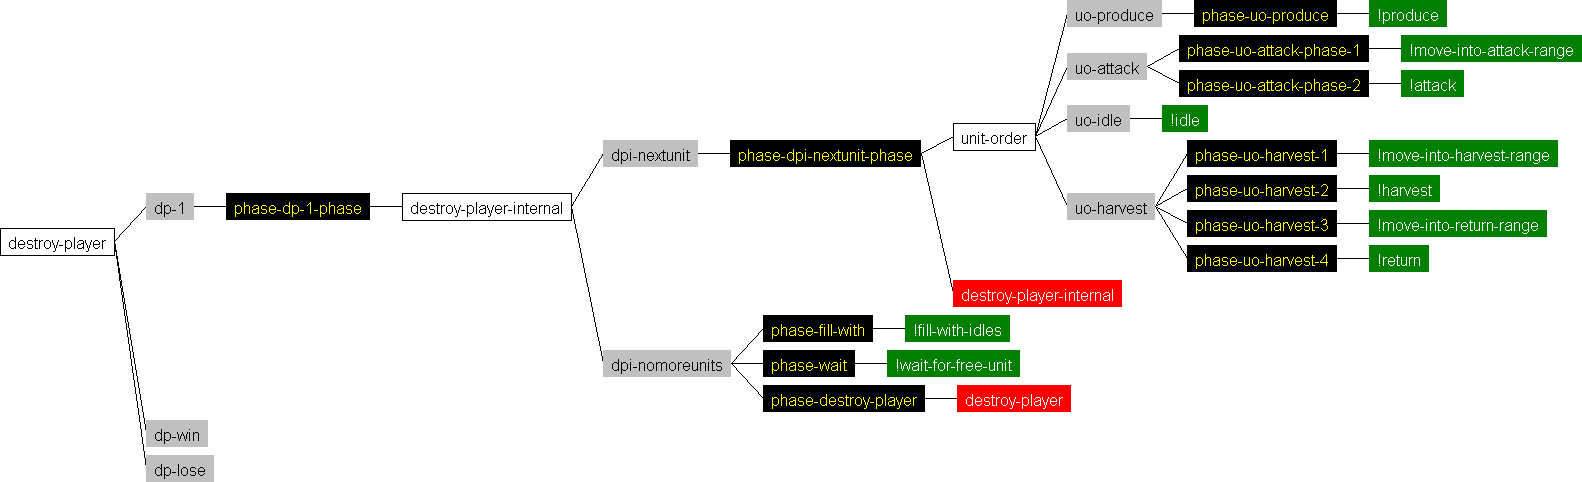 uo-produce
phase-uo-produce
!produce
uo-attack
phase-uo-attack-phase-1
!move-into-attack-range
phase-uo-attack-phase-2
!attack
uo-idle
!idle
unit-order
dpi-nextunit
phase-dpi-nextunit-phase
phase-uo-harvest-1
!move-into-harvest-range
phase-uo-harvest-2
!harvest
uo-harvest
phase-uo-harvest-3
!move-into-return-range
phase-uo-harvest-4
!return
dp-1
phase-dp-1-phase
destroy-player-internal
destroy-player
destroy-player-internal
phase-fill-with
!fill-with-idles
dpi-nomoreunits
phase-wait
!wait-for-free-unit
phase-destroy-player
destroy-player
dp-win
dp-lose